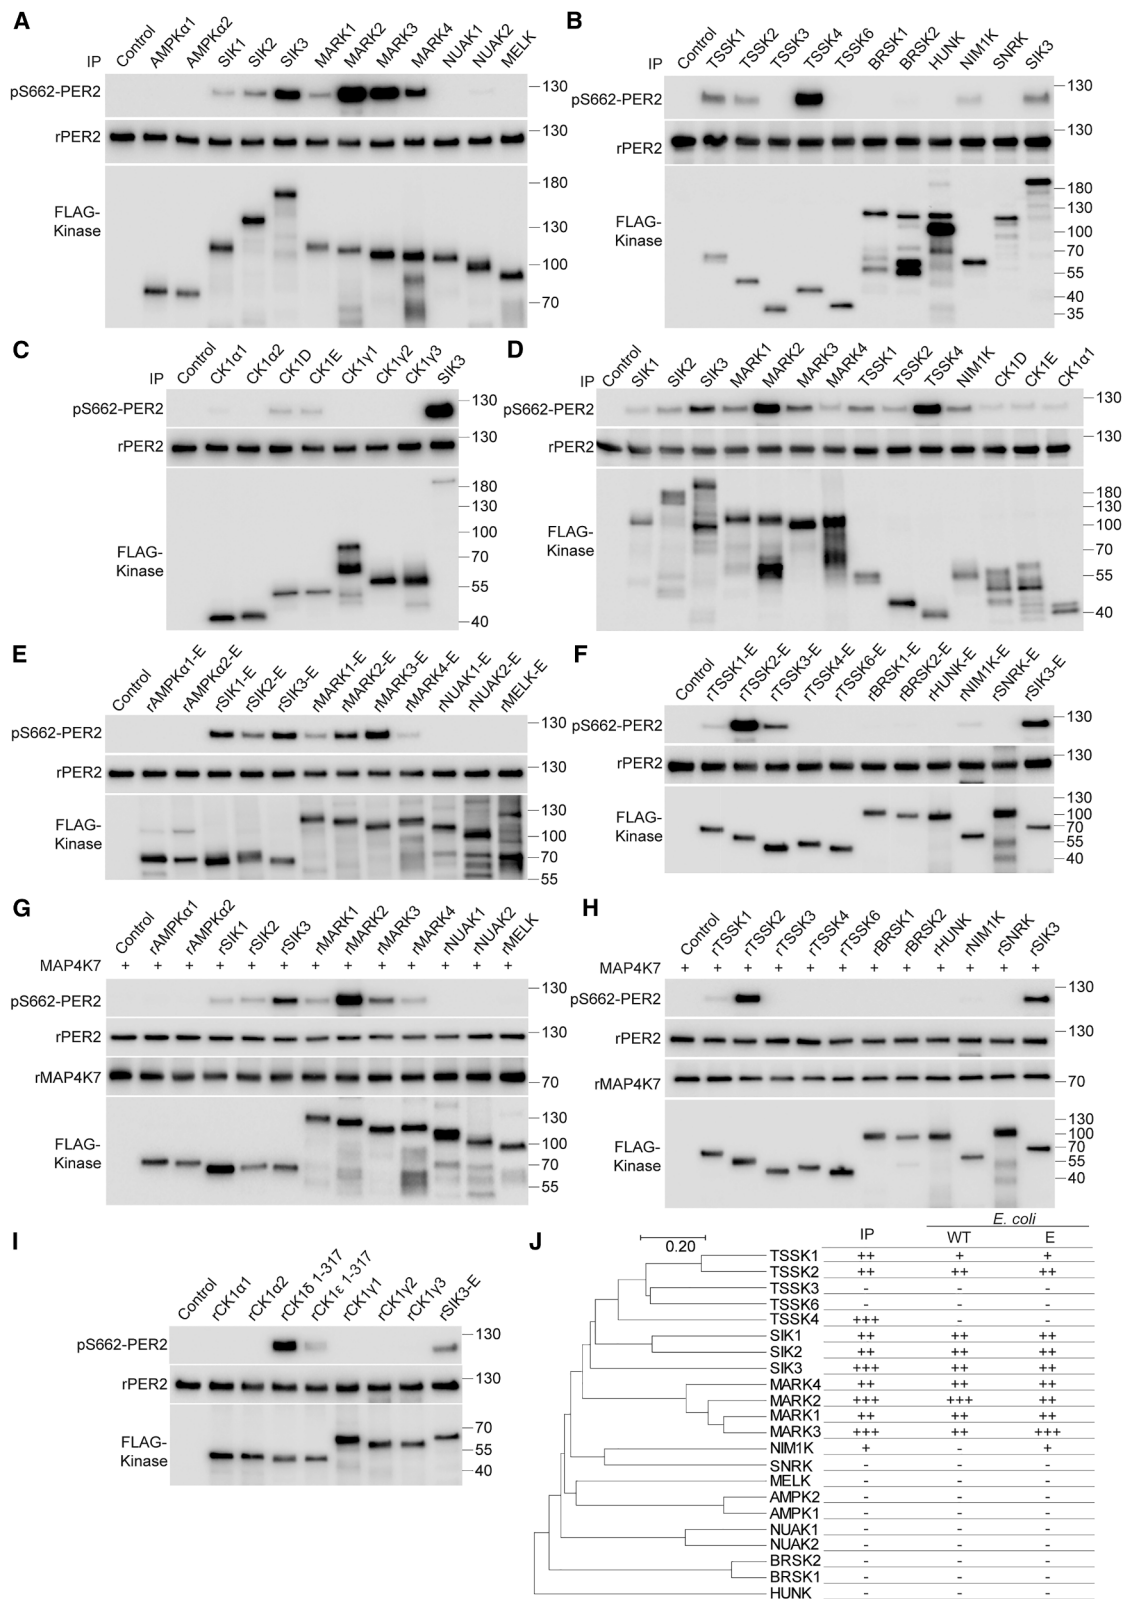 A
IP Control AMPKα1 AMPKα2 SIK1 SIK2 SIK3 MARK1 MARK2 MARK3 MARK4 NUAK1 NUAK2 MELK
pS662-PER2 130
rPER2 130
FLAG-Kinase 180 130 100 70
B
IP Control TSSK1 TSSK2 TSSK3 TSSK4 TSSK6 BRSK1 BRSK2 HUNK NIM1K SNRK SIK3
pS662-PER2 130
rPER2 130
FLAG-Kinase 180 130 100 70 55 40 35
C
IP Control CK1α1 CK1α2 CK1D CK1E CK1γ1 CK1γ2 CK1γ3 SIK3
pS662-PER2 130
rPER2 130
FLAG-Kinase 180 130 100 70 55 40
D
IP Control SIK1 SIK2 SIK3 MARK1 MARK2 MARK3 MARK4 TSSK1 TSSK2 TSSK4 NIM1K CK1D CK1E CK1α1
pS662-PER2 130
rPER2 130
FLAG-Kinase 180 130 100 70 55 40
E
Control rAMPKα1-E rAMPKα2-E rSIK1-E rSIK2-E rSIK3-E rMARK1-E rMARK2-E rMARK3-E rMARK4-E rNUAK1-E rNUAK2-E rMELK-E
pS662-PER2 130
rPER2 130
FLAG-Kinase 130 100 70 55
F
Control rTSSK1-E rTSSK2-E rTSSK3-E rTSSK4-E rTSSK6-E rBRSK1-E rBRSK2-E rHUNK-E rNIM1K-E rSNRK-E rSIK3-E
pS662-PER2 130
rPER2 130
FLAG-Kinase 130 100 70 55 40
G
Control rAMPKα1 rAMPKα2 rSIK1 rSIK2 rSIK3 rMARK1 rMARK2 rMARK3 rMARK4 rNUAK1 rNUAK2 rMELK
MAP4K7 + + + + + + + + + + + + +
pS662-PER2 130
rPER2 130
rMAP4K7 70
FLAG-Kinase 130 100 70 55
H
Control rTSSK1 rTSSK2 rTSSK3 rTSSK4 rTSSK6 rBRSK1 rBRSK2 rHUNK rNIM1K rSNRK rSIK3
MAP4K7 + + + + + + + + + + + +
pS662-PER2 130
rPER2 130
rMAP4K7 70
FLAG-Kinase 130 100 70 55 40
I
Control rCK1α1 rCK1α2 rCK1δ 1-317 rCK1ε 1-317 rCK1γ1 rCK1γ2 rCK1γ3 rSIK3-E
pS662-PER2 130
rPER2 130
FLAG-Kinase 70 55 40
J
0.20
E. coli
IP WT E
TSSK1 ++ + +
TSSK2 ++ ++ ++
TSSK3 - - -
TSSK6 - - -
TSSK4 +++ - -
SIK1 ++ ++ ++
SIK2 ++ ++ ++
SIK3 +++ ++ ++
MARK4 ++ ++ ++
MARK2 +++ +++ ++
MARK1 ++ ++ ++
MARK3 +++ ++ +++
NIM1K + - +
SNRK - - -
MELK - - -
AMPK2 - - -
AMPK1 - - -
NUAK1 - - -
NUAK2 - - -
BRSK2 - - -
BRSK1 - - -
HUNK - - -